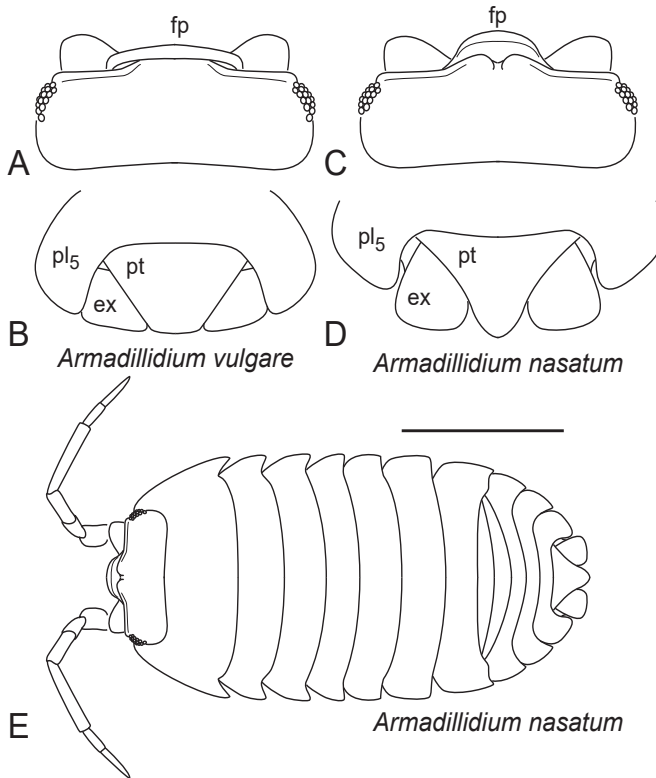 fp
fp
A
C
pl5
pt
ex
pl5
pt
ex
B
D
Armadillidium vulgare
Armadillidium nasatum
E
Armadillidium nasatum